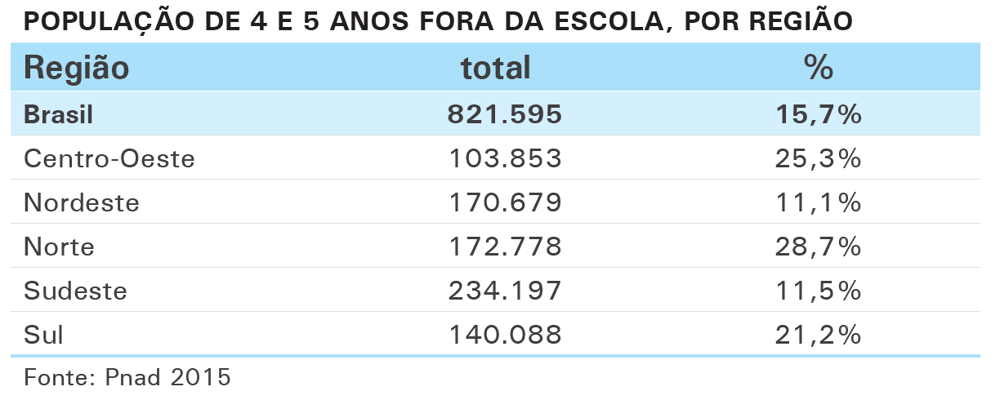 POPULAÇÃO DE 4 E 5 ANOS FORA DA ESCOLA, POR REGIÃO
Região total %
Brasil 821.595 15,7%
Centro-Oeste 103.853 25,3%
Nordeste 170.679 11,1%
Norte 172.778 28,7%
Sudeste 234.197 11,5%
Sul 140.088 21,2%
Fonte: Pnad 2015